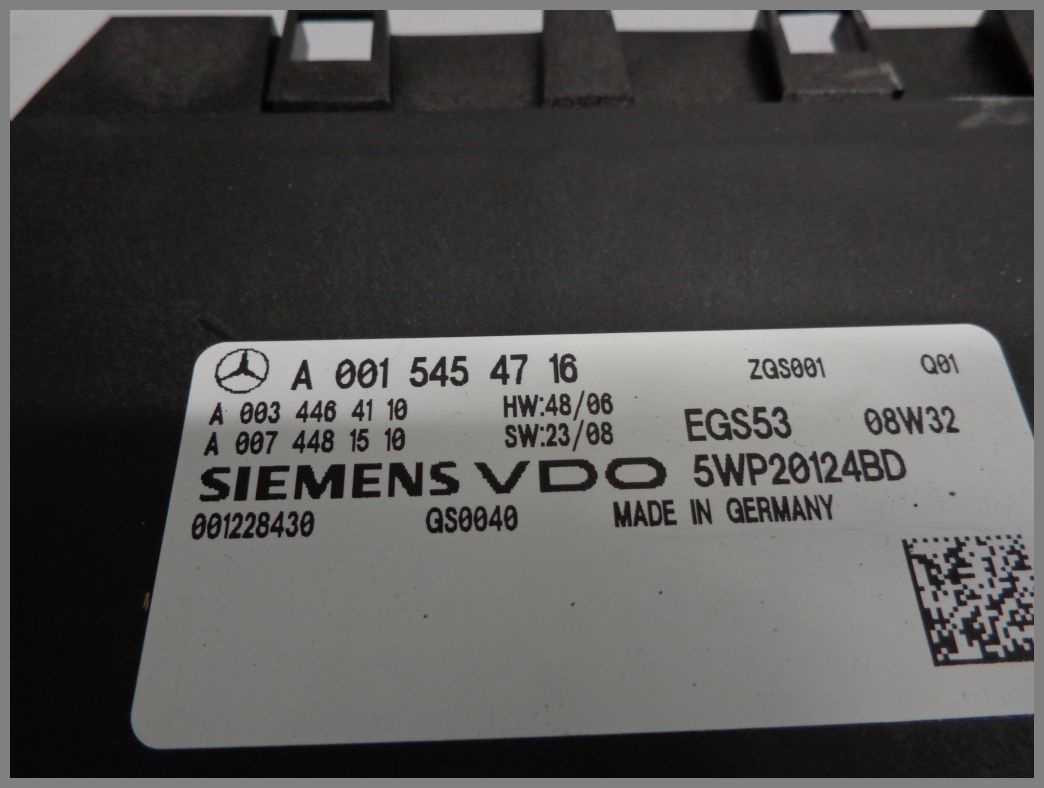 A 001 545 47 16 ZGS001 Q01
A 003 446 41 10 HW:48/06
A 007 448 15 10 SW:23/08 EGS53 08W32
SIEMENS VDO 5WP20124BD
001228430 GS0040 MADE IN GERMANY